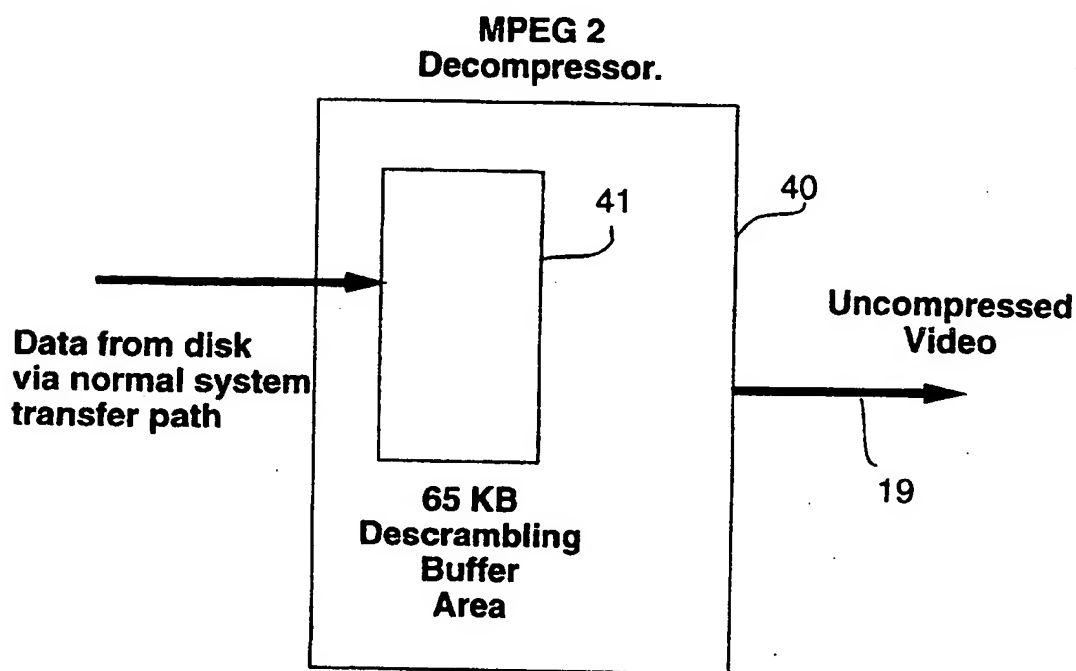 MPEG 2
Decompressor.
41
40
Data from disk
via normal system
transfer path
Uncompressed
Video
19
65 KB
Descrambling
Buffer
Area